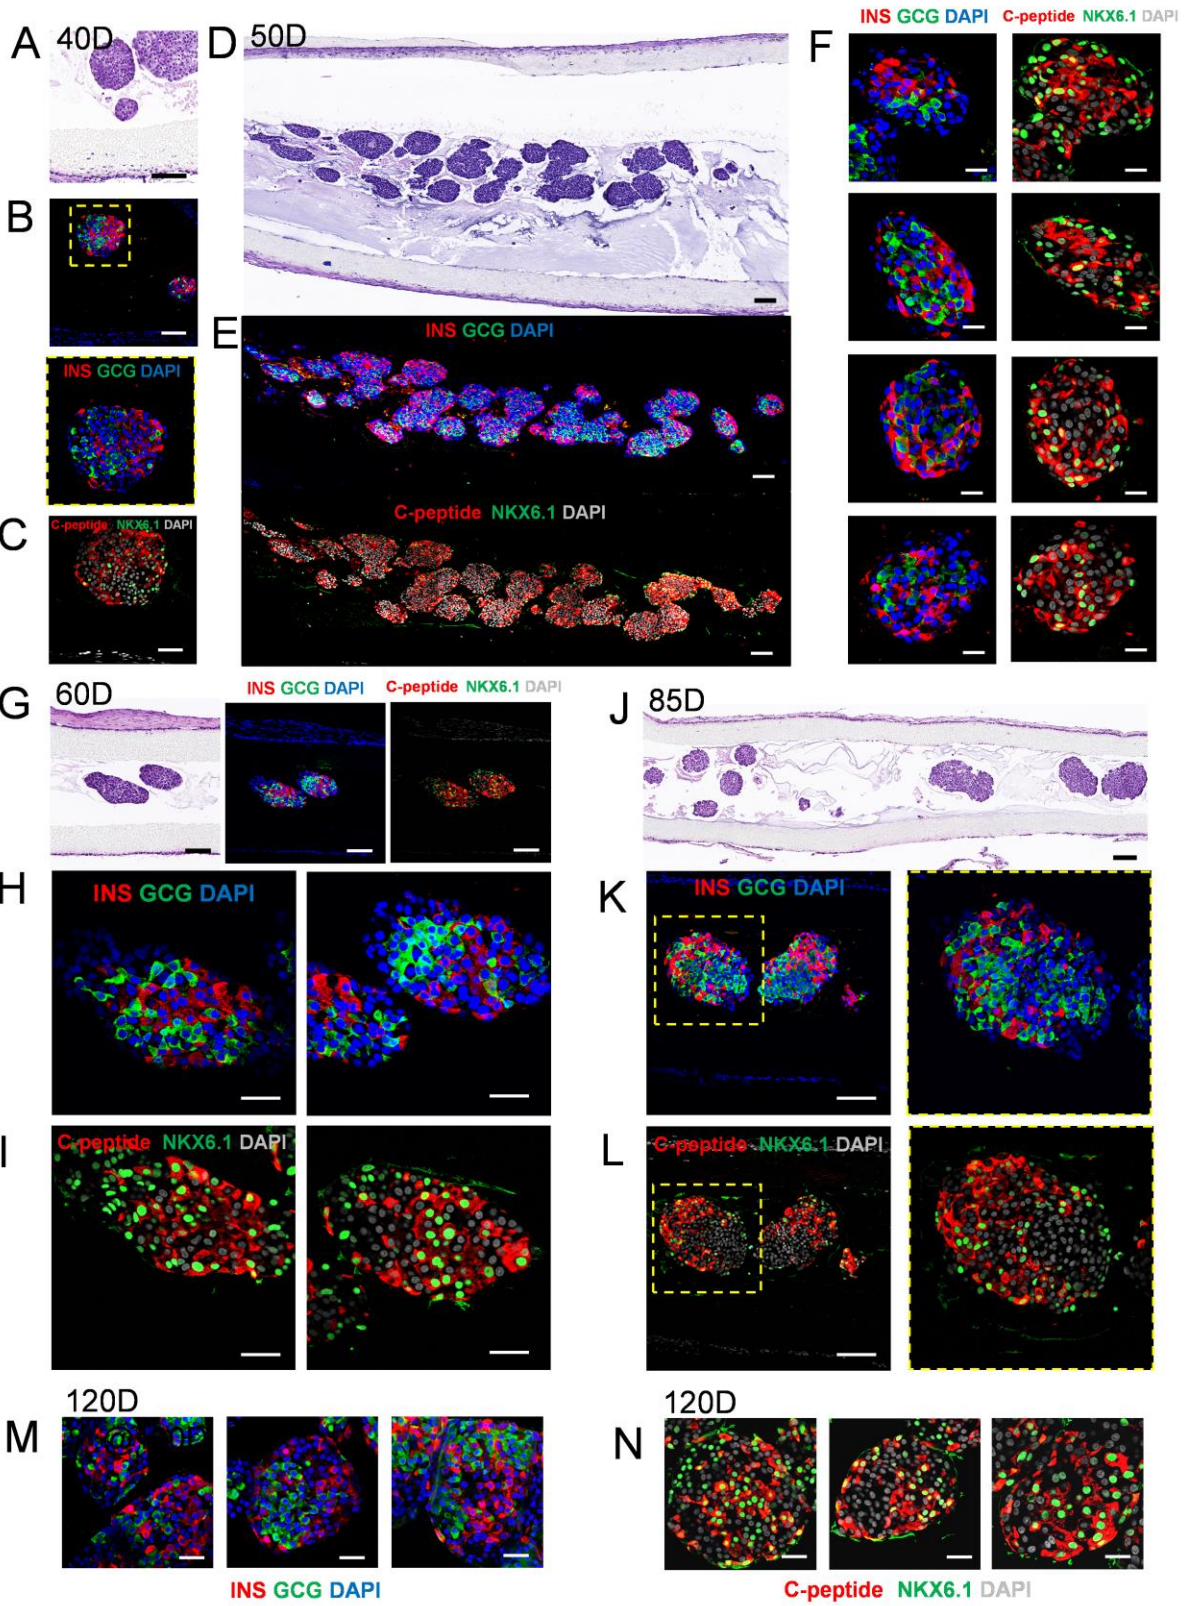 INS GCG DAPI C-peptide NKX6.1 DAPI
A 40D D 50D F
B
E INS GCG DAPI
INS GCG DAPI
C-peptide NKX6.1 DAPI
C C-peptide NKX6.1 DAPI
G 60D INS GCG DAPI C-peptide NKX6.1 DAPI J 85D
H INS GCG DAPI K INS GCG DAPI
I C-peptide NKX6.1 DAPI L C-peptide NKX6.1 DAPI
120D 120D
M N
INS GCG DAPI C-peptide NKX6.1 DAPI